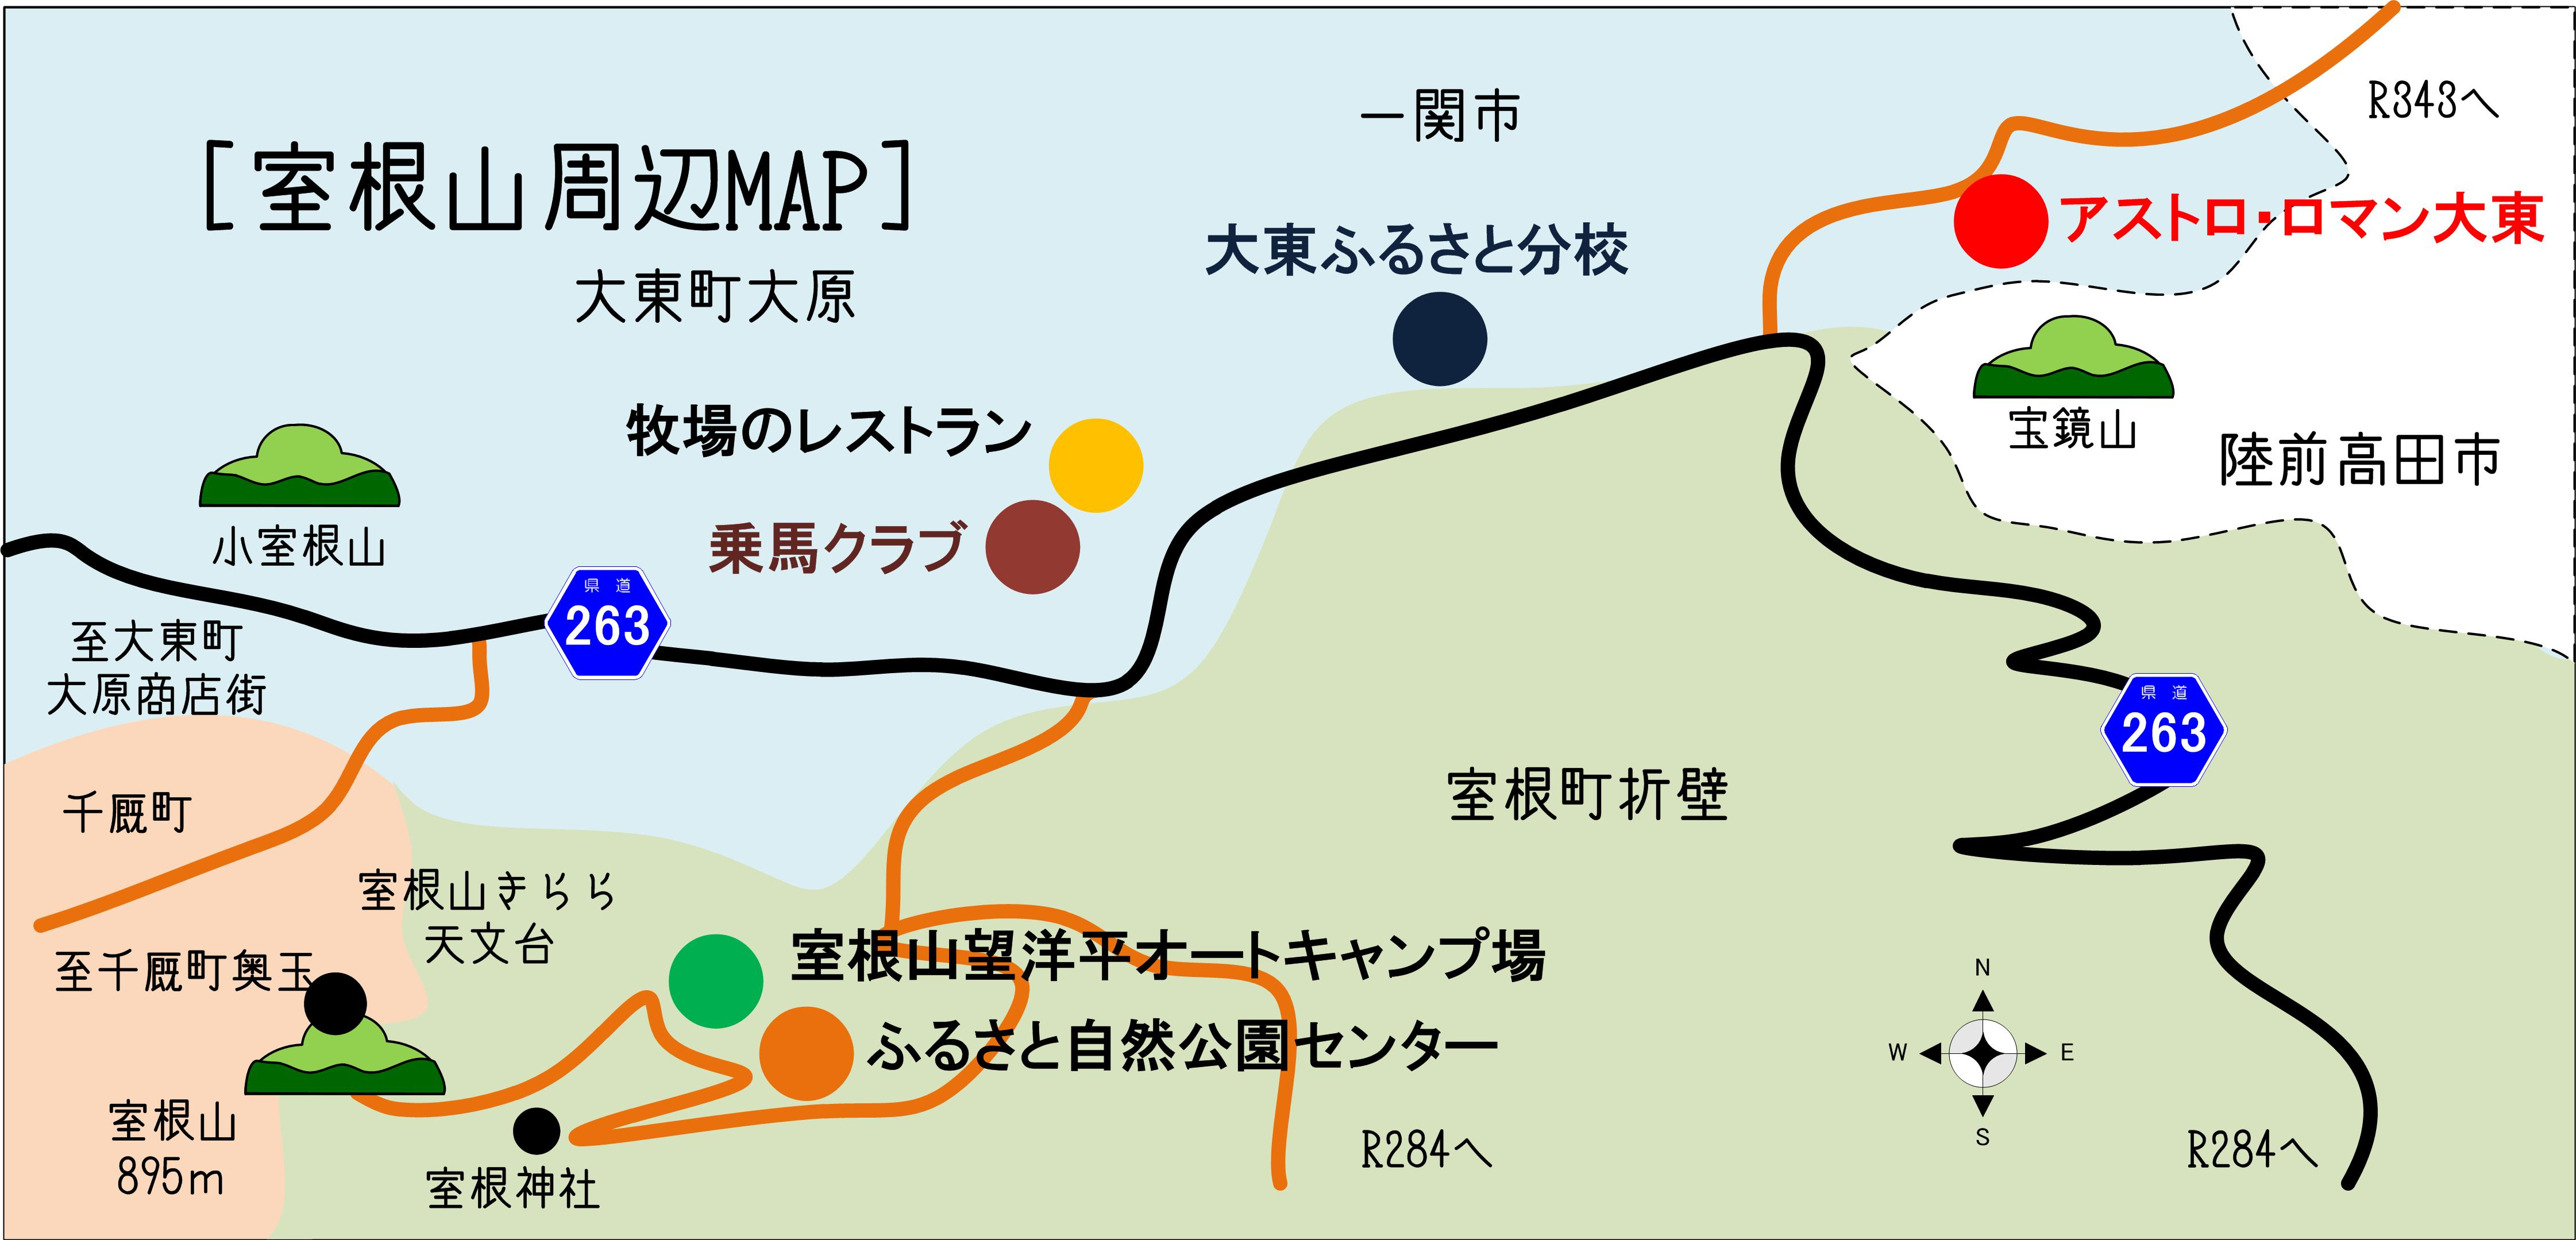 [室根山周辺MAP]
一関市
R343へ
アストロ・ロマン大東
大東ふるさと分校
大東町大原
牧場のレストラン
宝鏡山
陸前高田市
小室根山
乗馬クラブ
県 道
263
至大東町
大原商店街
県 道
263
千厩町
室根町折壁
室根山きらら
天文台
至千厩町奥玉
室根山望洋平オートキャンプ場
ふるさと自然公園センター
N
W
E
S
室根山
895m
室根神社
R284へ
R284へ